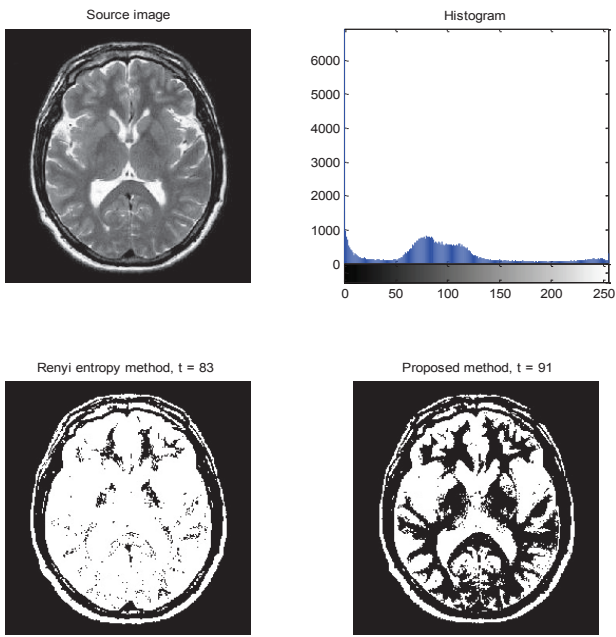 Source image
Histogram
6000
5000
4000
3000
2000
1000
0
0 50 100 150 200 250
Renyi entropy method, t = 83
Proposed method, t = 91